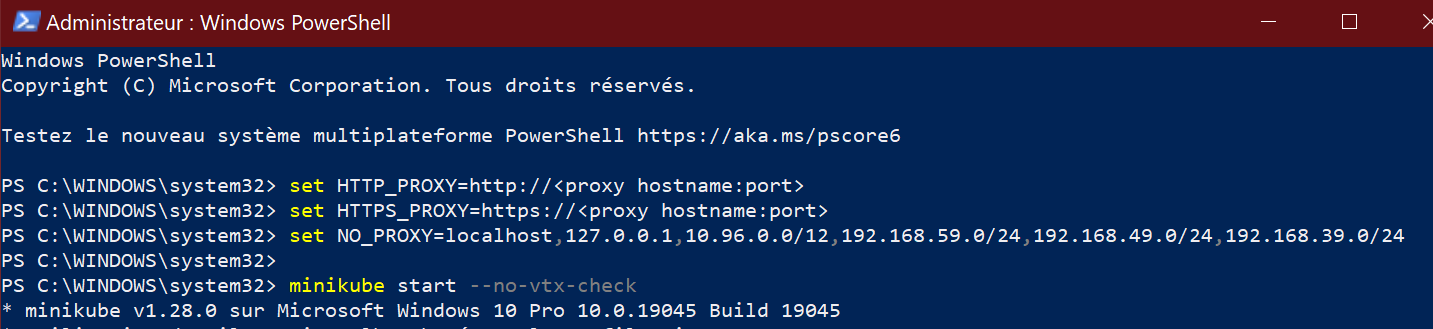 Administrateur : Windows PowerShell
Windows PowerShell
Copyright (C) Microsoft Corporation. Tous droits réservés.
Testez le nouveau système multiplateforme PowerShell https://aka.ms/pscore6
PS C:\WINDOWS\system32> set HTTP_PROXY=http://<proxy hostname:port>
PS C:\WINDOWS\system32> set HTTPS_PROXY=https://<proxy hostname:port>
PS C:\WINDOWS\system32> set NO_PROXY=localhost,127.0.0.1,10.96.0.0/12,192.168.59.0/24,192.168.49.0/24,192.168.39.0/24
PS C:\WINDOWS\system32>
PS C:\WINDOWS\system32> minikube start --no-vtx-check
* minikube v1.28.0 sur Microsoft Windows 10 Pro 10.0.19045 Build 19045